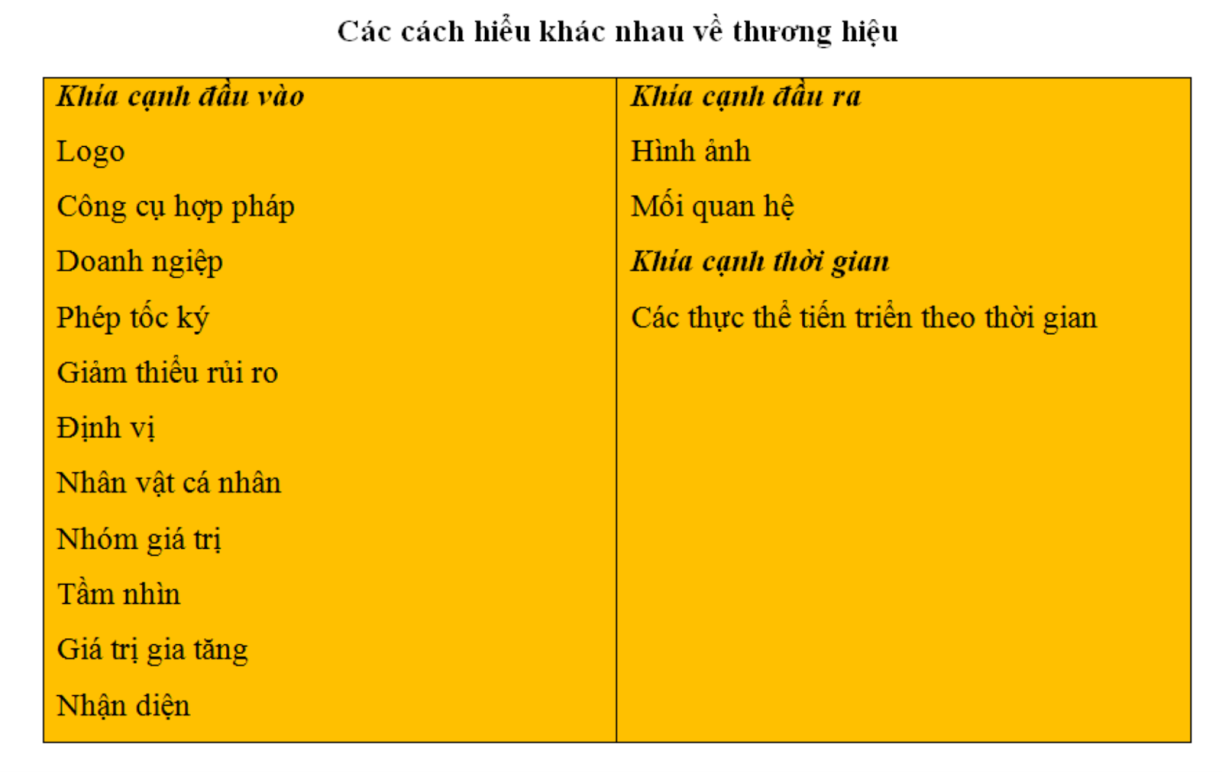 Các cách hiểu khác nhau về thương hiệu
Khía cạnh đầu vào
Logo
Công cụ hợp pháp
Doanh ngiệp
Phép tốc ký
Giảm thiểu rủi ro
Định vị
Nhân vật cá nhân
Nhóm giá trị
Tầm nhìn
Giá trị gia tăng
Nhận diện
Khía cạnh đầu ra
Hình ảnh
Mối quan hệ
Khía cạnh thời gian
Các thực thể tiến triển theo thời gian